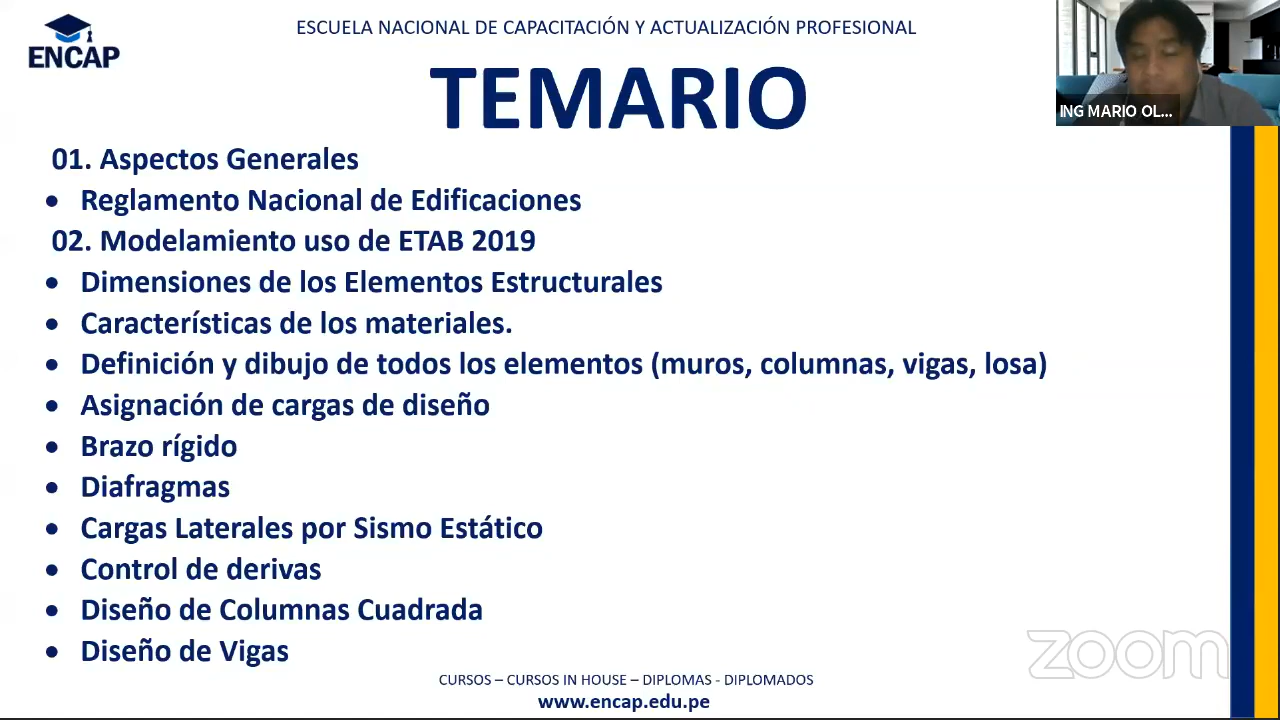 ESCUELA NACIONAL DE CAPACITACIÓN Y ACTUALIZACIÓN PROFESIONAL
ENCAP
TEMARIO
ING MARIO OL...
01. Aspectos Generales
• Reglamento Nacional de Edificaciones
02. Modelamiento uso de ETAB 2019
• Dimensiones de los Elementos Estructurales
• Características de los materiales.
• Definición y dibujo de todos los elementos (muros, columnas, vigas, losa)
• Asignación de cargas de diseño
• Brazo rígido
• Diafragmas
• Cargas Laterales por Sismo Estático
• Control de derivas
• Diseño de Columnas Cuadrada
• Diseño de Vigas
zoom
CURSOS – CURSOS IN HOUSE – DIPLOMAS - DIPLOMADOS
www.encap.edu.pe